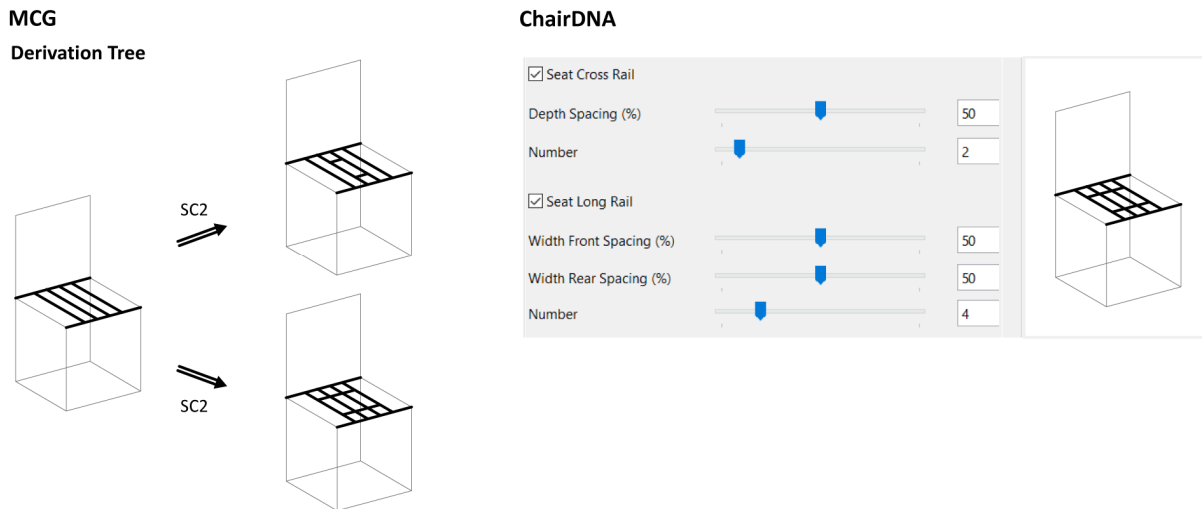 MCG
Derivation Tree
SC2
SC2
ChairDNA
Seat Cross Rail
Depth Spacing (%) 50
Number 2
Seat Long Rail
Width Front Spacing (%) 50
Width Rear Spacing (%) 50
Number 4